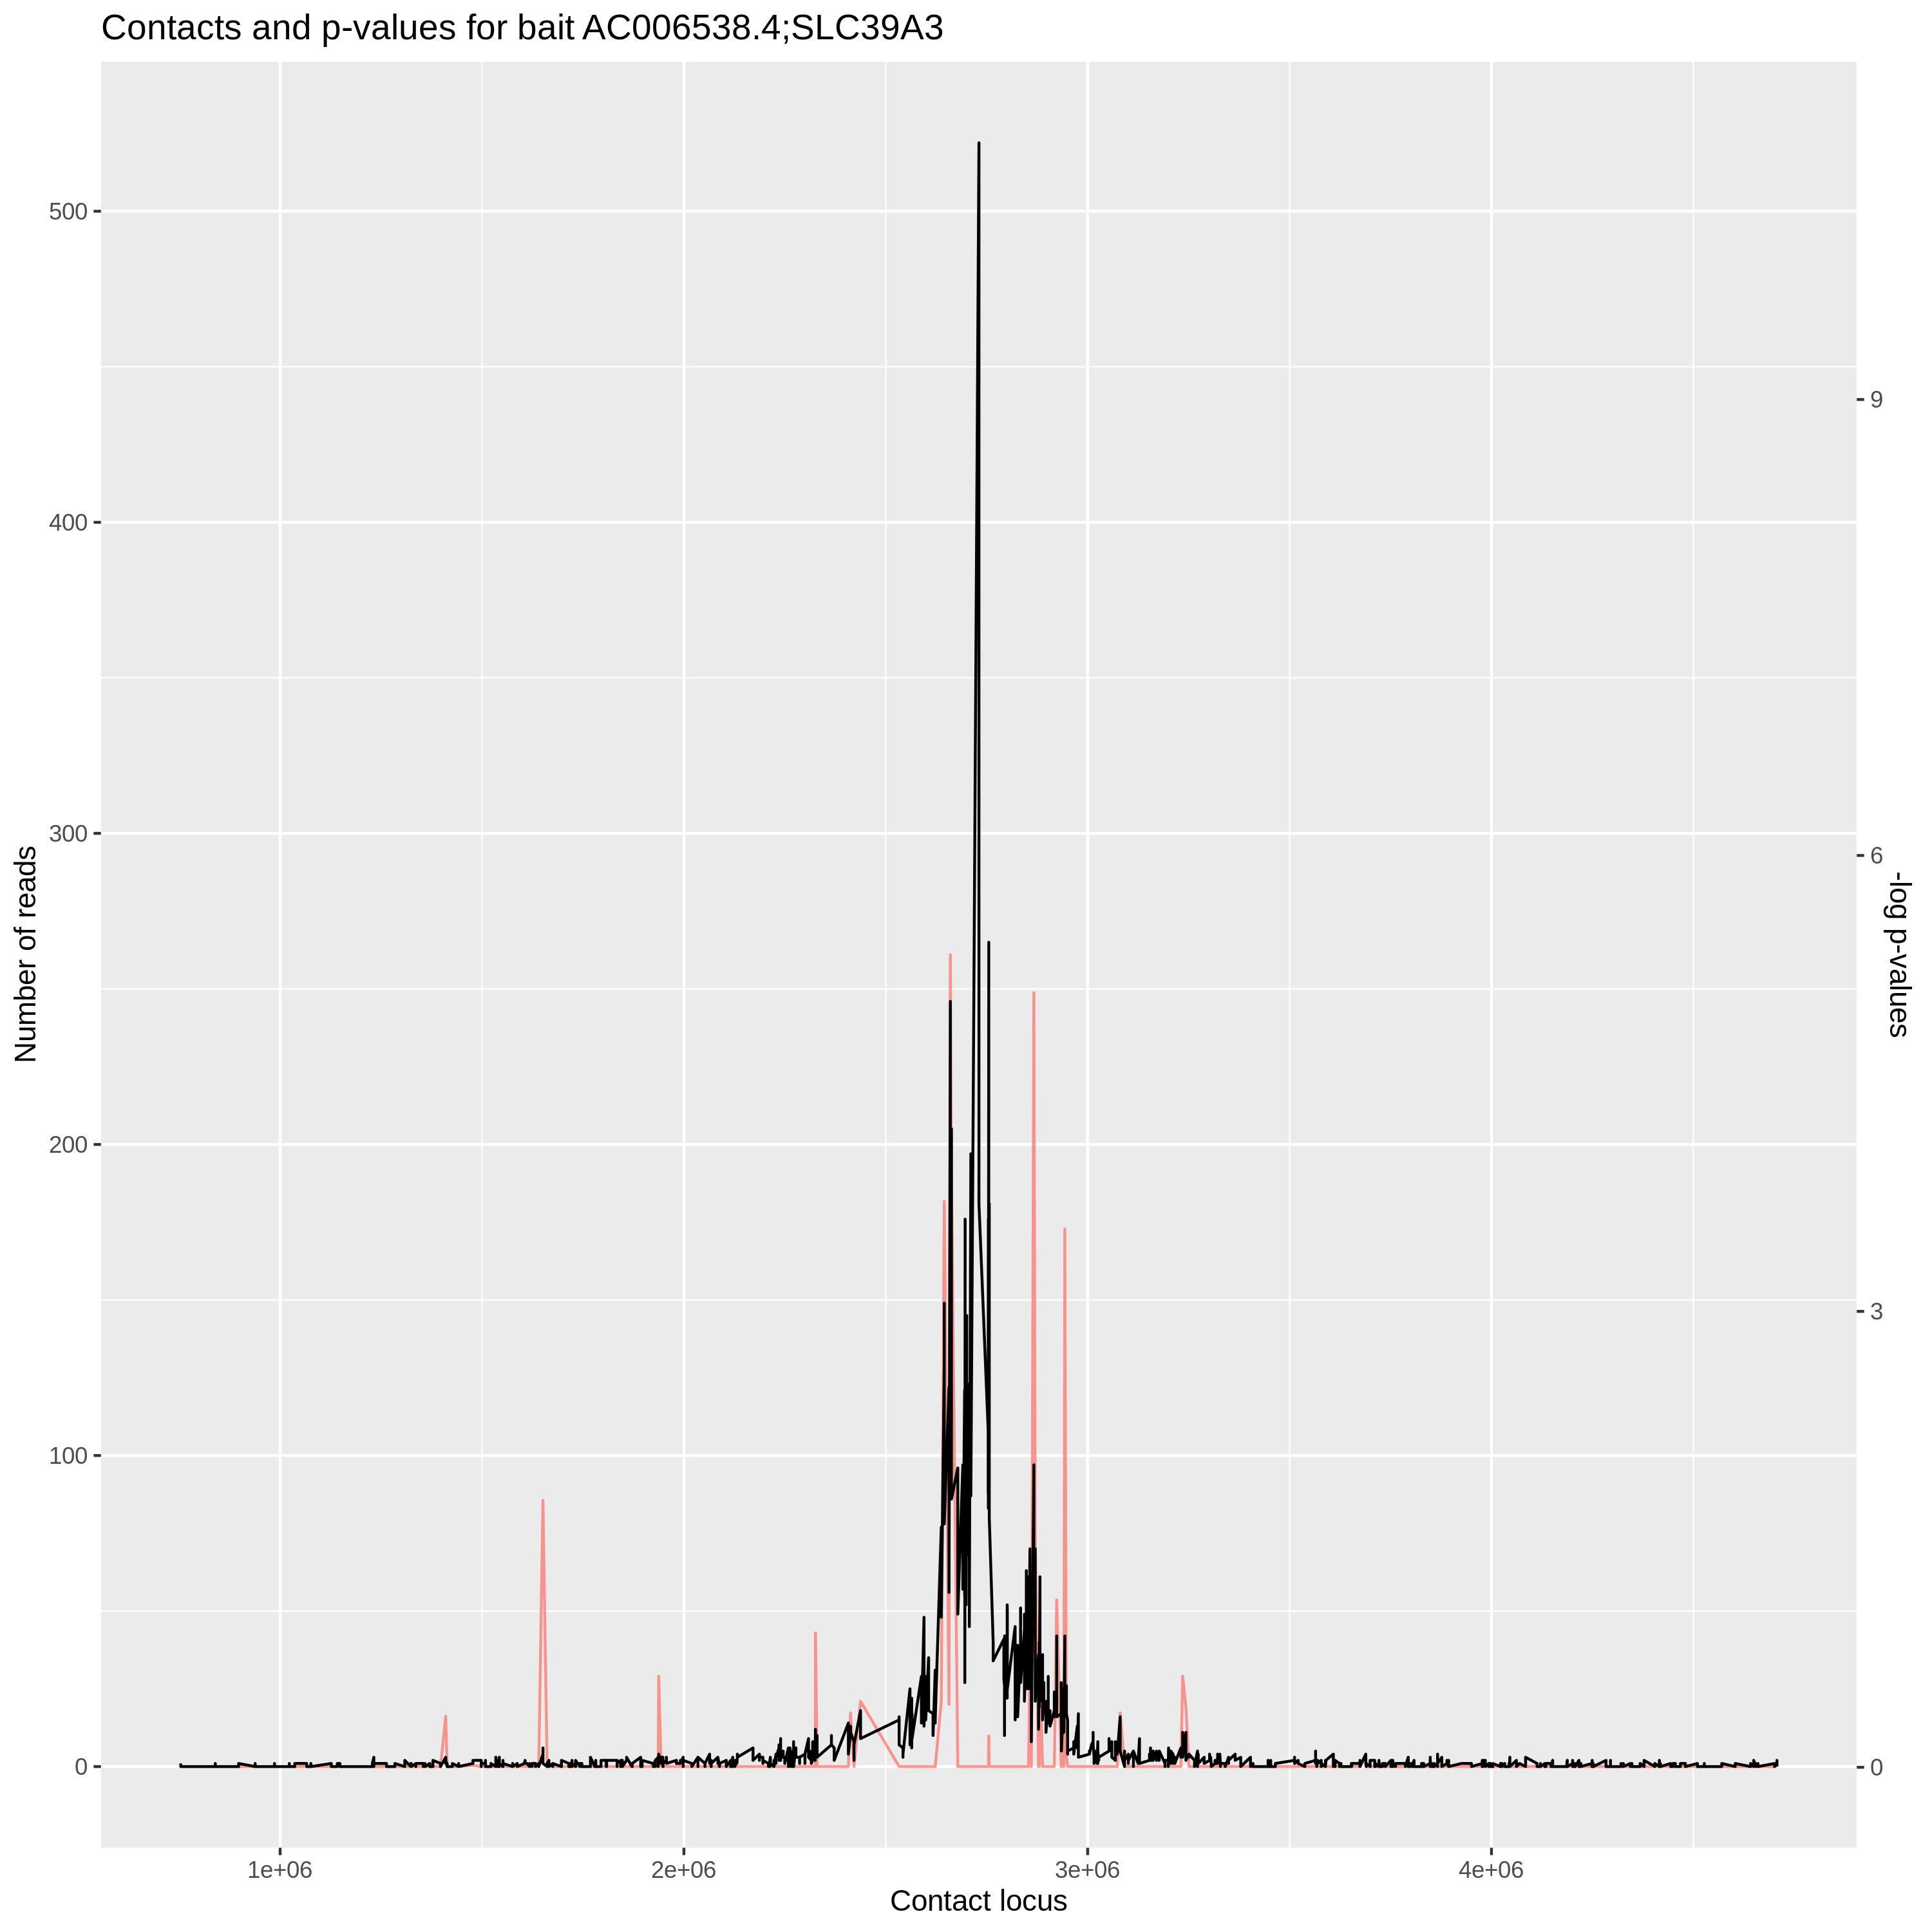 Contacts and p-values for bait AC006538.4;SLC39A3
Number of reads
500
400
300
200
100
0
9
6
3
0
-log p-values
1e+06
2e+06
3e+06
4e+06
Contact locus